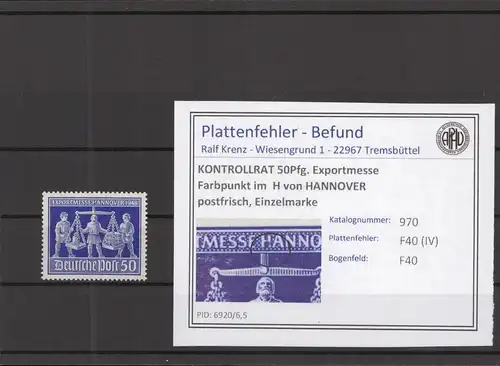 EXPORTMESSE HANNOVER 1948
Deutsche Post 50
Plattenfehler - Befund
Ralf Krenz - Wiesengrund 1 - 22967 Tremsbüttel
KONTROLLRAT 50Pfg. Exportmesse
Farbpunkt im H von HANNOVER
postfrisch, Einzelmarke
TMESSE HANNOV
Katalognummer: 970
Plattenfehler: F40 (IV)
Bogenfeld: F40
PID: 6920/6,5